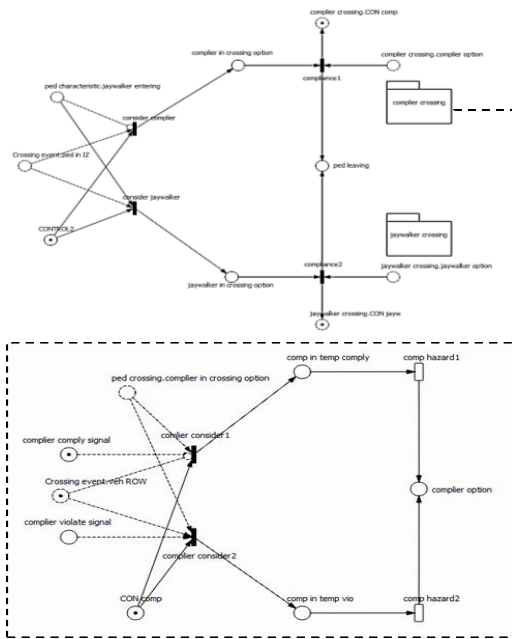 complier crossing.CON comp
complier in crossing option
complier crossing.complier option
compliance1
ped characteristic.jaywalker entering
complier crossing
consider complier
Crossing event:ped in I2
ped leaving
consider jaywalker
CONTROL2
jaywalker crossing
compliance2
jaywalker in crossing option
jaywalker crossing.jaywalker option
jaywalker crossing.CON jayw
comp in temp comply
comp hazard1
ped crossing.complier in crossing option
comlier consider1
complier comply signal
Crossing event:veh ROW
complier option
complier violate signal
complier consider2
CON comp
comp in temp vio
comp hazard2